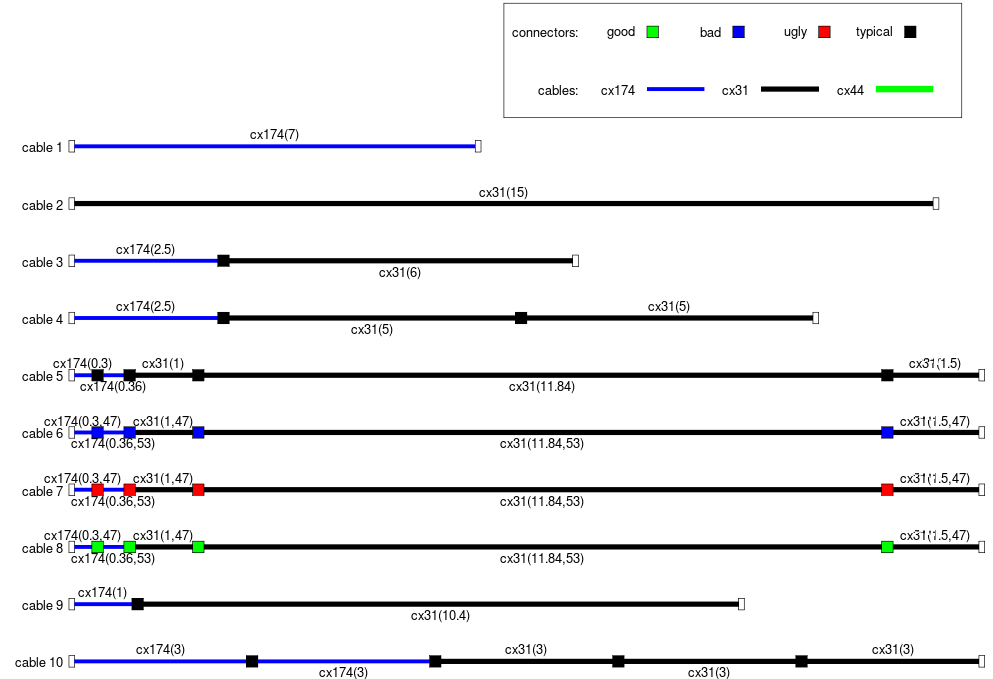 connectors: good bad ugly typical
cables: cx174 cx31 cx44
cx174(7)
cable 1
cx31(15)
cable 2
cx174(2.5)
cable 3
cx31(6)
cx174(2.5) cx31(5)
cable 4
cx31(5)
cx174(0.3) cx31(1) cx31(1.5)
cable 5
cx174(0.36) cx31(11.84)
cx174(0.3,47) cx31(1,47) cx31(1.5,47)
cable 6
cx174(0.36,53) cx31(11.84,53)
cx174(0.3,47) cx31(1,47) cx31(1.5,47)
cable 7
cx174(0.36,53) cx31(11.84,53)
cx174(0.3,47) cx31(1,47) cx31(1.5,47)
cable 8
cx174(0.36,53) cx31(11.84,53)
cx174(1)
cable 9
cx31(10.4)
cx174(3) cx31(3) cx31(3)
cable 10
cx174(3) cx31(3)